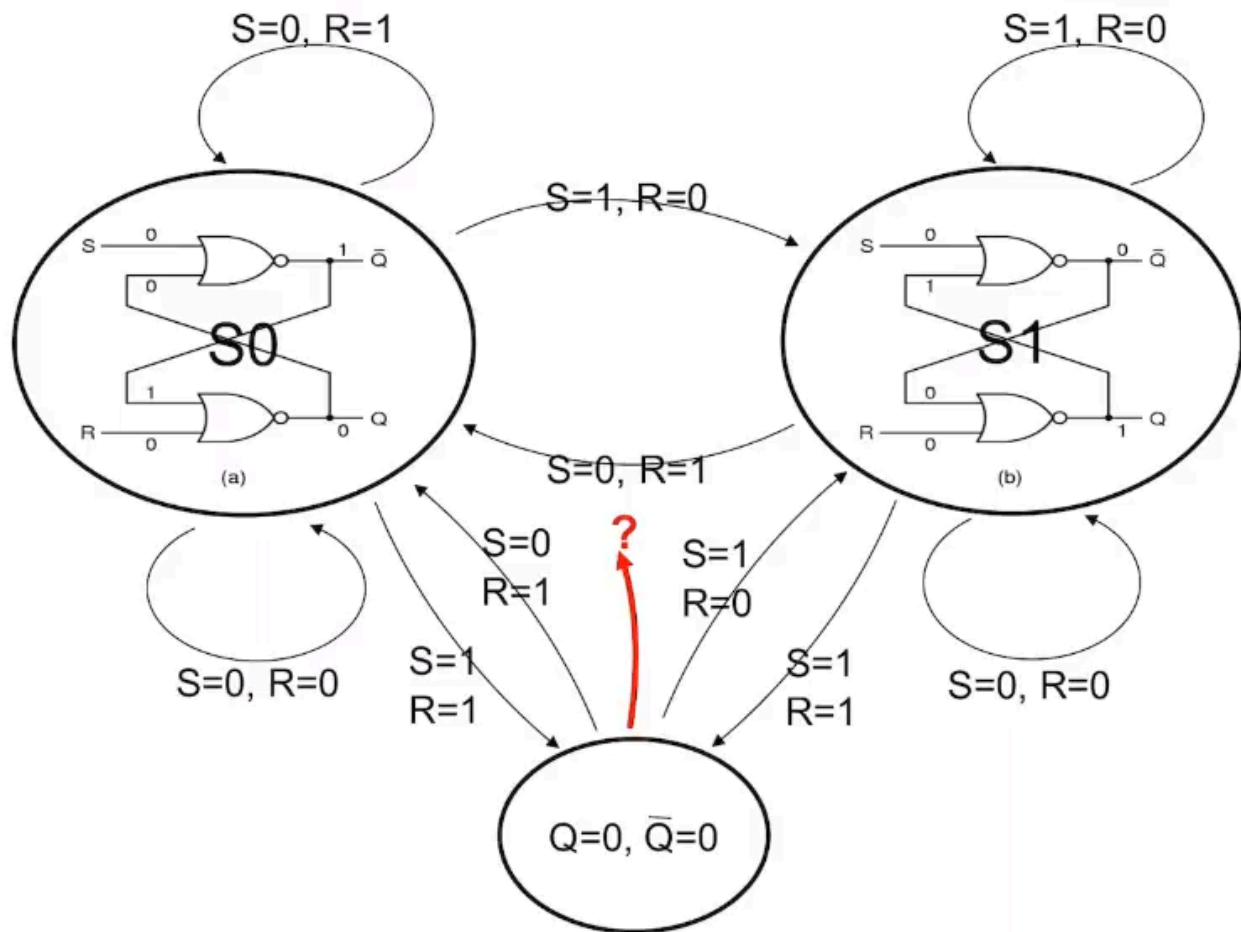 S=0, R=1
S=1, R=0
S=1, R=0
S 0 1 Q̄
0
S0
1
R 0 0 Q
(a)
S 0 0 Q̄
1
S1
0
R 0 1 Q
(b)
S=0, R=1
?
S=0
R=1
S=1
R=0
S=1
R=1
S=1
R=1
S=0, R=0
S=0, R=0
Q=0, Q̄=0